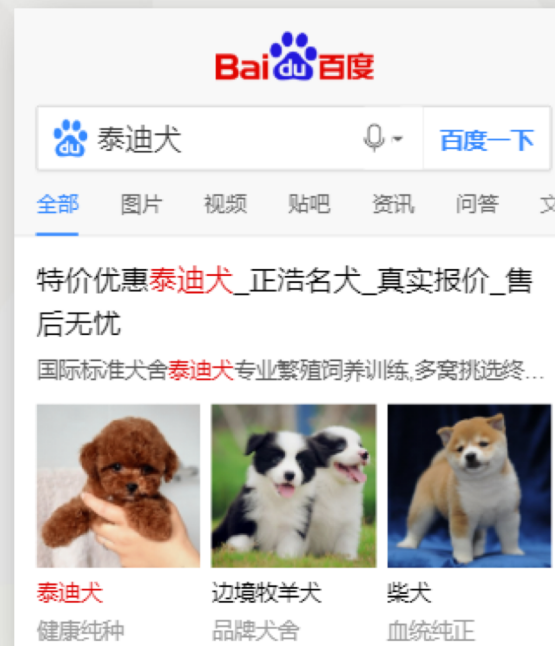 Bai du 百度
du 泰迪犬 百度一下
全部 图片 视频 贴吧 资讯 问答
特价优惠泰迪犬_正浩名犬_真实报价_售
后无忧
国际标准犬舍泰迪犬专业繁殖饲养训练,多窝挑选终...
泰迪犬 边境牧羊犬 柴犬
健康纯种 品牌犬舍 血统纯正